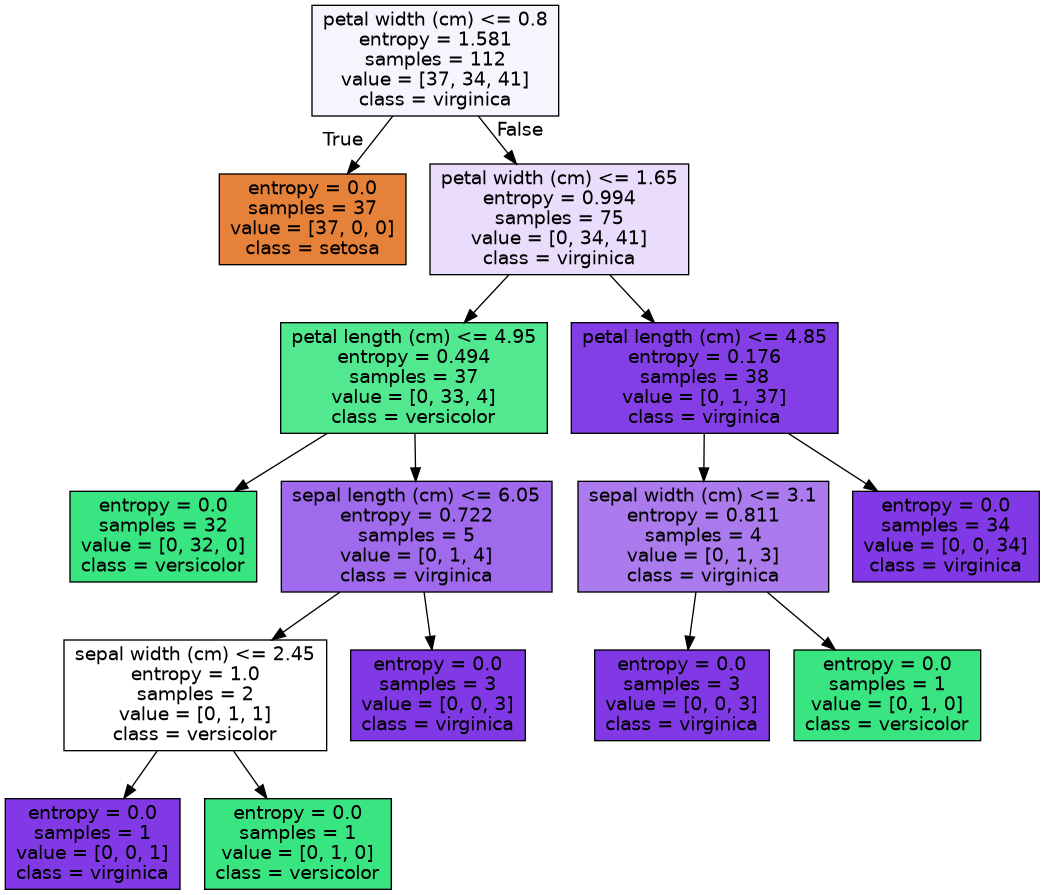 petal width (cm) <= 0.8
entropy = 1.581
samples = 112
value = [37, 34, 41]
class = virginica
True
False
entropy = 0.0
samples = 37
value = [37, 0, 0]
class = setosa
petal width (cm) <= 1.65
entropy = 0.994
samples = 75
value = [0, 34, 41]
class = virginica
petal length (cm) <= 4.95
entropy = 0.494
samples = 37
value = [0, 33, 4]
class = versicolor
petal length (cm) <= 4.85
entropy = 0.176
samples = 38
value = [0, 1, 37]
class = virginica
entropy = 0.0
samples = 32
value = [0, 32, 0]
class = versicolor
sepal length (cm) <= 6.05
entropy = 0.722
samples = 5
value = [0, 1, 4]
class = virginica
sepal width (cm) <= 3.1
entropy = 0.811
samples = 4
value = [0, 1, 3]
class = virginica
entropy = 0.0
samples = 34
value = [0, 0, 34]
class = virginica
sepal width (cm) <= 2.45
entropy = 1.0
samples = 2
value = [0, 1, 1]
class = versicolor
entropy = 0.0
samples = 3
value = [0, 0, 3]
class = virginica
entropy = 0.0
samples = 3
value = [0, 0, 3]
class = virginica
entropy = 0.0
samples = 1
value = [0, 1, 0]
class = versicolor
entropy = 0.0
samples = 1
value = [0, 0, 1]
class = virginica
entropy = 0.0
samples = 1
value = [0, 1, 0]
class = versicolor